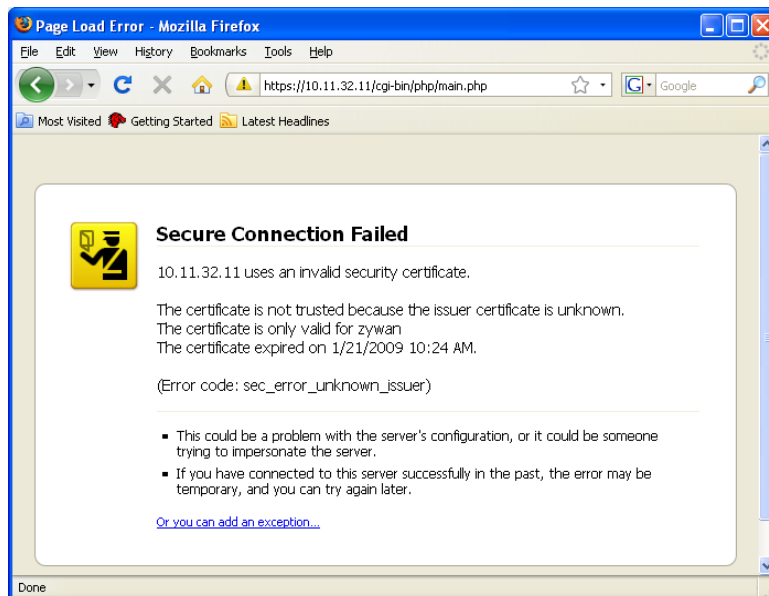 Page Load Error - Mozilla Firefox
File Edit View History Bookmarks Tools Help
https://10.11.32.11/cgi-bin/php/main.php G Google
Most Visited Getting Started Latest Headlines
Secure Connection Failed
10.11.32.11 uses an invalid security certificate.
The certificate is not trusted because the issuer certificate is unknown.
The certificate is only valid for zywan
The certificate expired on 1/21/2009 10:24 AM.
(Error code: sec_error_unknown_issuer)
▪ This could be a problem with the server's configuration, or it could be someone
trying to impersonate the server.
▪ If you have connected to this server successfully in the past, the error may be
temporary, and you can try again later.
Or you can add an exception...
Done